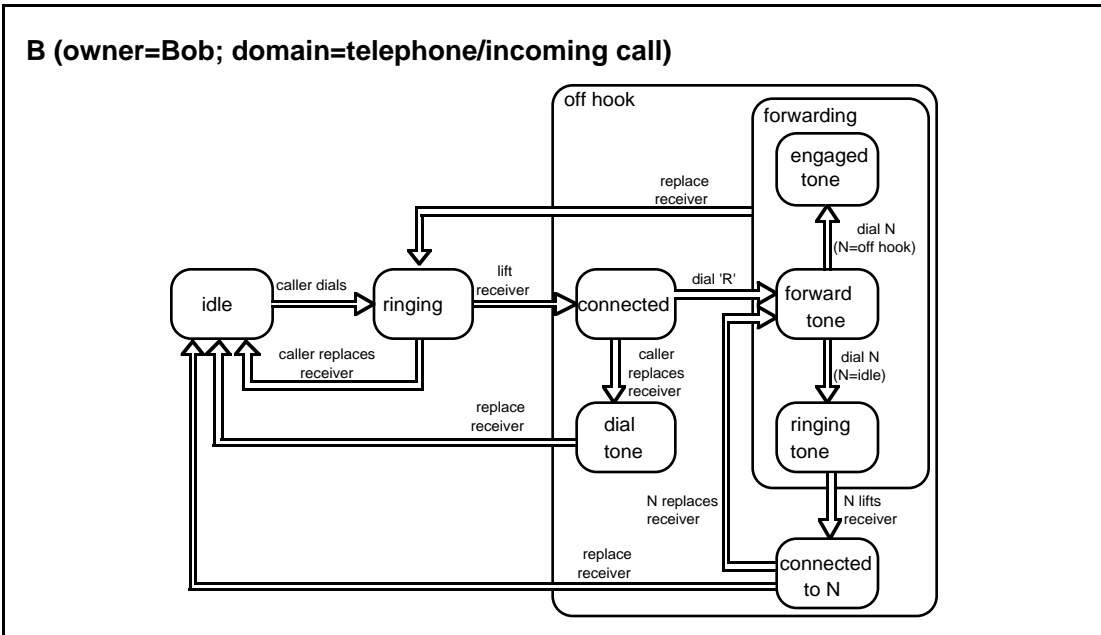 B (owner=Bob; domain=telephone/incoming call)
off hook
forwarding
engaged
tone
replace
receiver
dial N
(N=off hook)
idle
caller dials
ringing
lift
receiver
connected
dial 'R'
forward
tone
caller replaces
receiver
caller
replaces
receiver
dial N
(N=idle)
replace
receiver
dial
tone
ringing
tone
N replaces
receiver
N lifts
receiver
replace
receiver
connected
to N